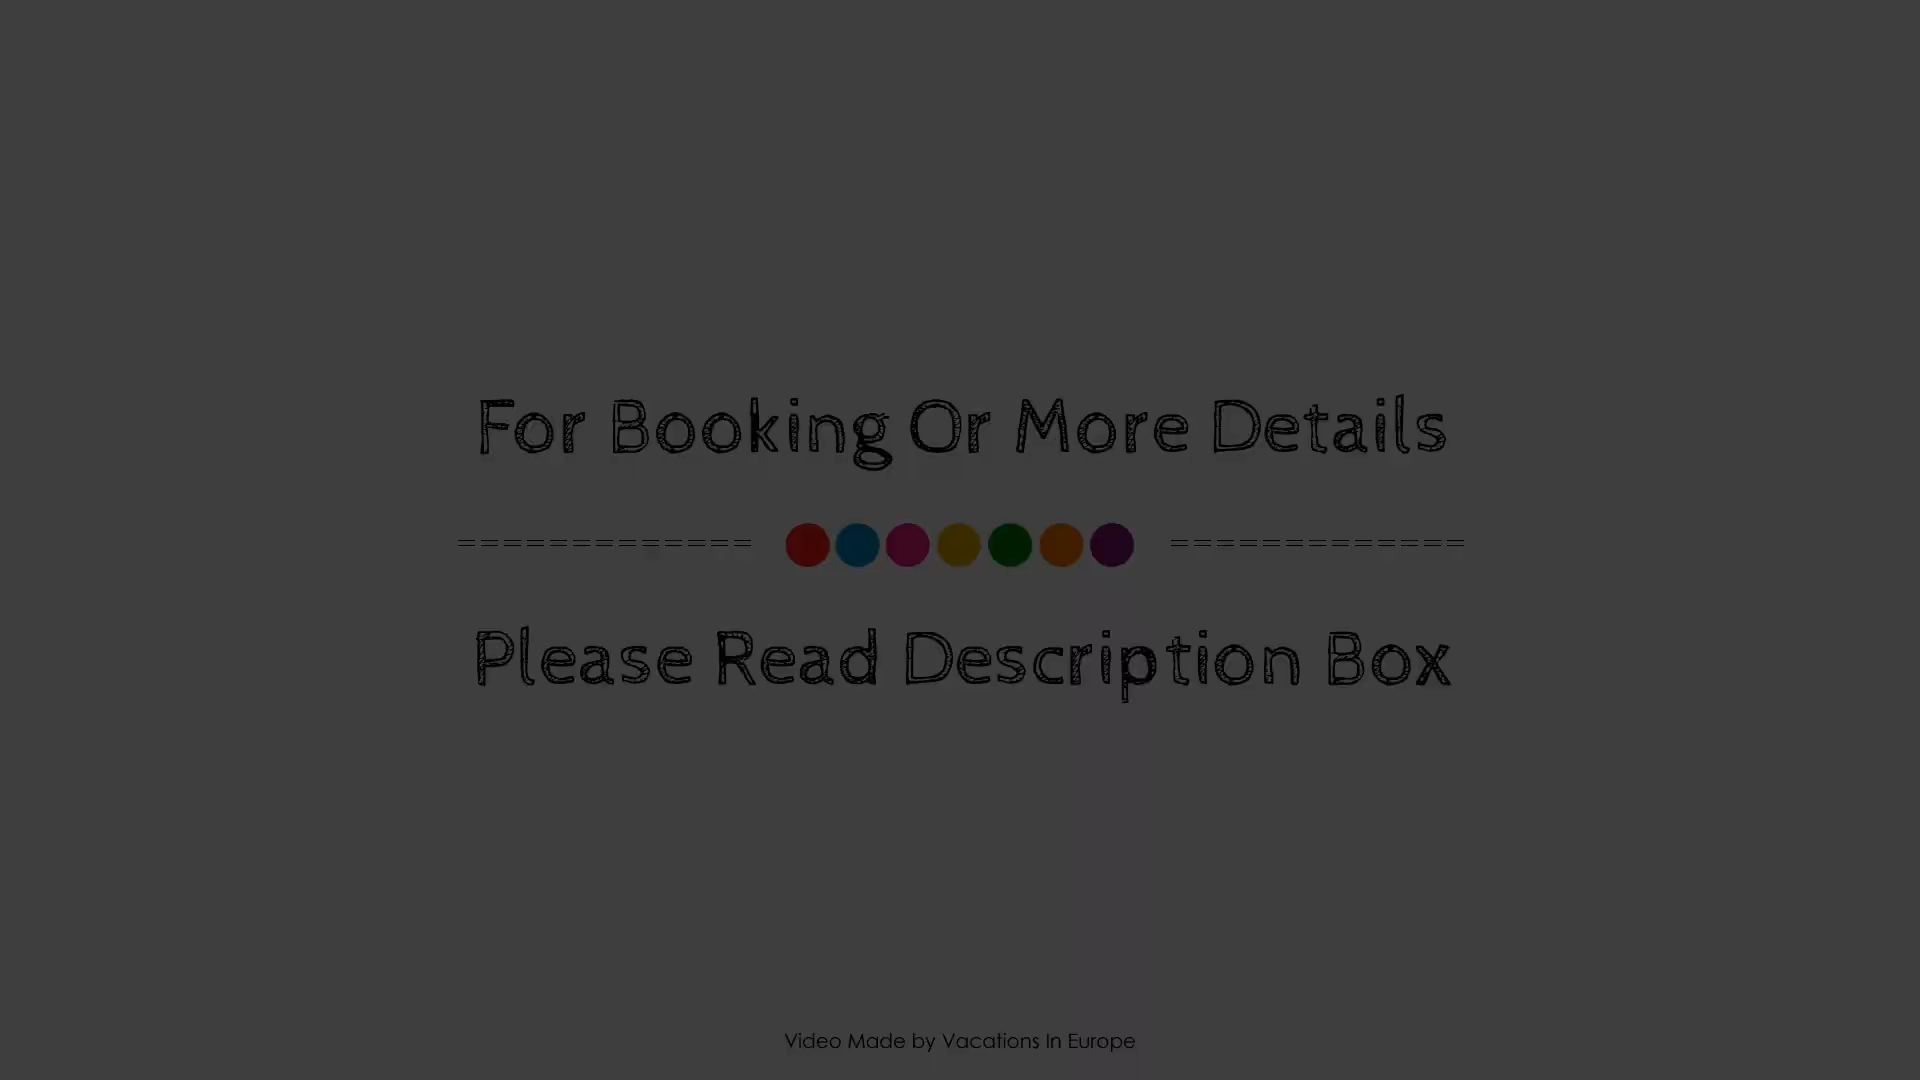 For Booking Or More Details
============= =============
Please Read Description Box
Video Made by Vacations In Europe